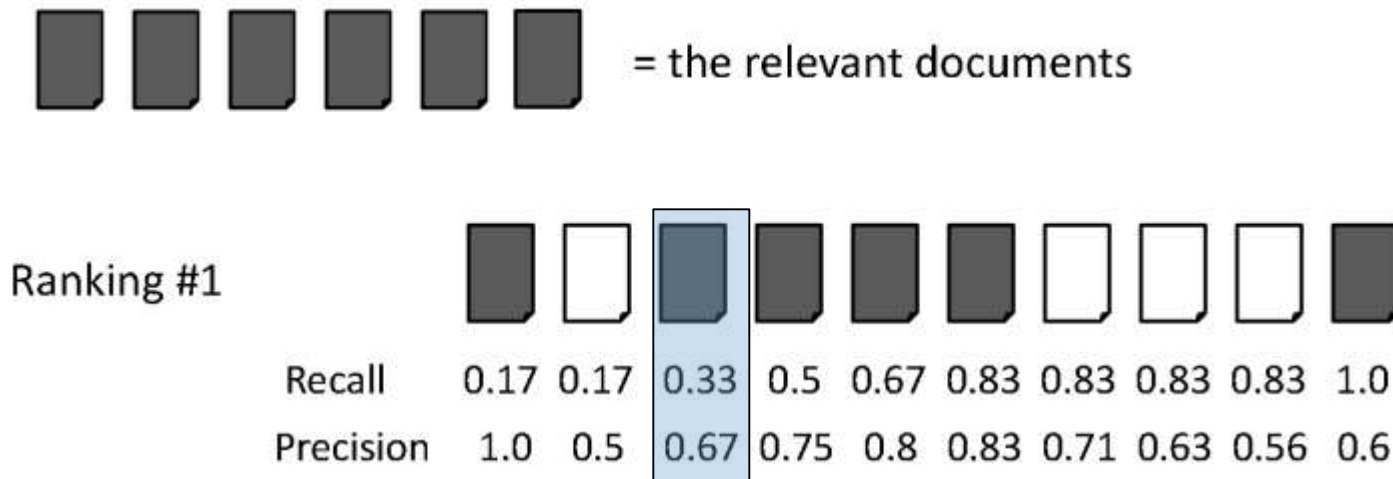 = the relevant documents
Ranking #1
Recall 0.17 0.17 0.33 0.5 0.67 0.83 0.83 0.83 0.83 1.0
Precision 1.0 0.5 0.67 0.75 0.8 0.83 0.71 0.63 0.56 0.6